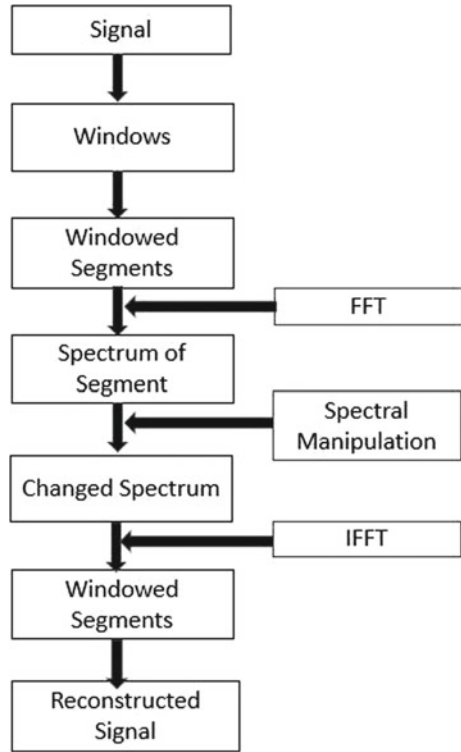 Signal
Windows
Windowed
Segments
FFT
Spectrum of
Segment
Spectral
Manipulation
Changed Spectrum
IFFT
Windowed
Segments
Reconstructed
Signal